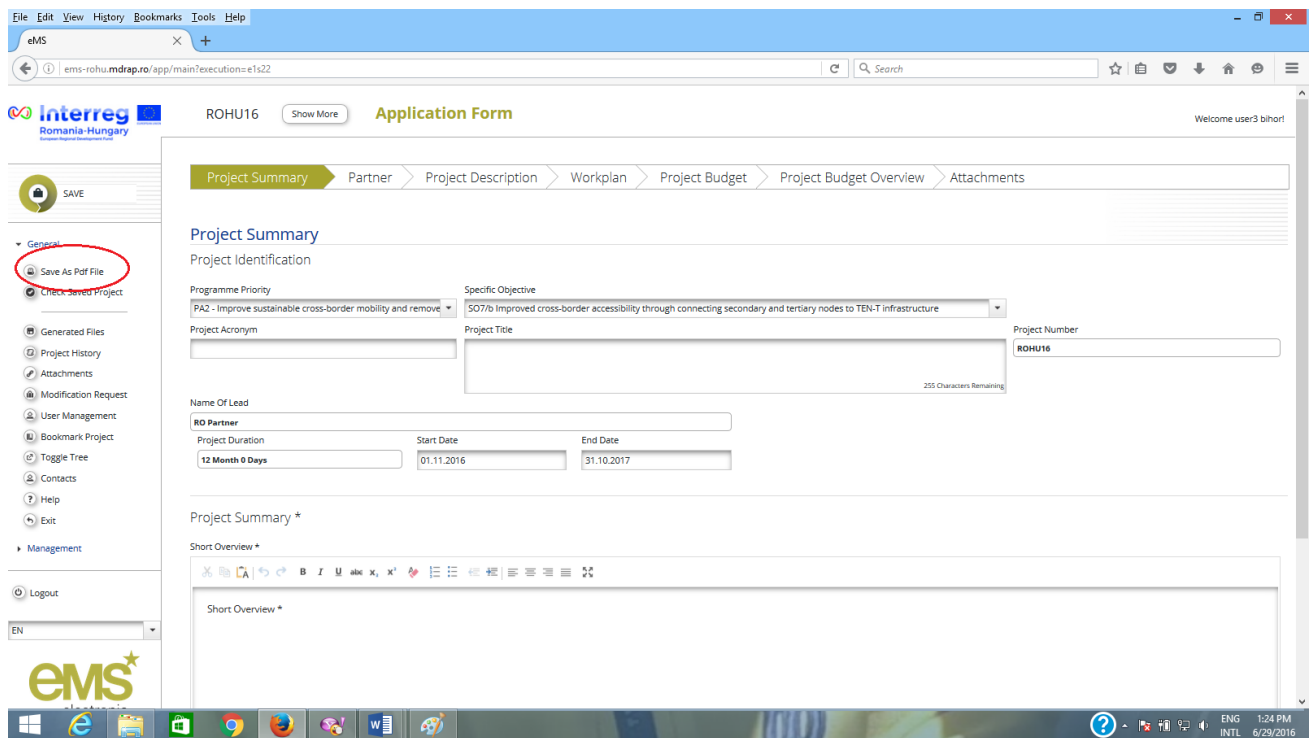 File Edit View History Bookmarks Tools Help
eMS
ems-rohu.mdrap.ro/app/main?execution=e1s22
Search
Interreg
Romania-Hungary
European Regional Development Fund
ROHU16 Show More Application Form
Welcome user3 bihor!
SAVE
Project Summary Partner Project Description Workplan Project Budget Project Budget Overview Attachments
General
Save As Pdf File
Check Saved Project
Generated Files
Project History
Attachments
Modification Request
User Management
Bookmark Project
Toggle Tree
Contacts
Help
Exit
Management
Logout
EN
eMS
electronic
Project Summary
Project Identification
Programme Priority Specific Objective
PA2 - Improve sustainable cross-border mobility and remove SO7/b Improved cross-border accessibility through connecting secondary and tertiary nodes to TEN-T infrastructure
Project Acronym Project Title Project Number
ROHU16
255 Characters Remaining
Name Of Lead
RO Partner
Project Duration Start Date End Date
12 Month 0 Days 01.11.2016 31.10.2017
Project Summary *
Short Overview *
B I U abc x, x²
Short Overview *
ENG 1:24 PM
INTL 6/29/2016